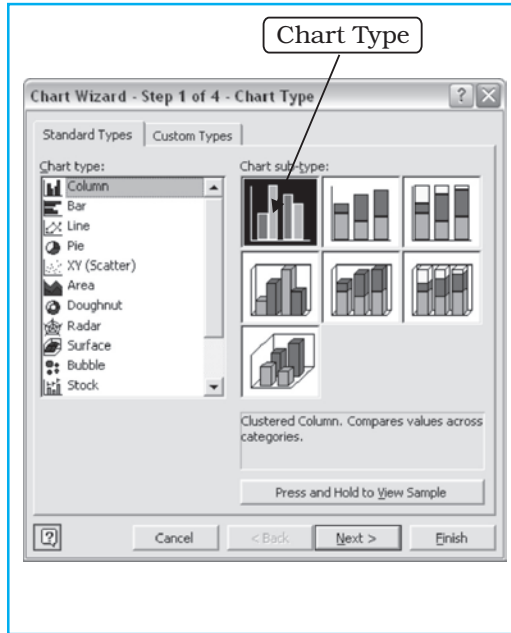 Chart Type
Chart Wizard - Step 1 of 4 - Chart Type
Standard Types Custom Types
Chart type:
Column
Bar
Line
Pie
XY (Scatter)
Area
Doughnut
Radar
Surface
Bubble
Stock
Chart sub-type:
Clustered Column. Compares values across
categories.
Press and Hold to View Sample
Cancel < Back Next > Finish